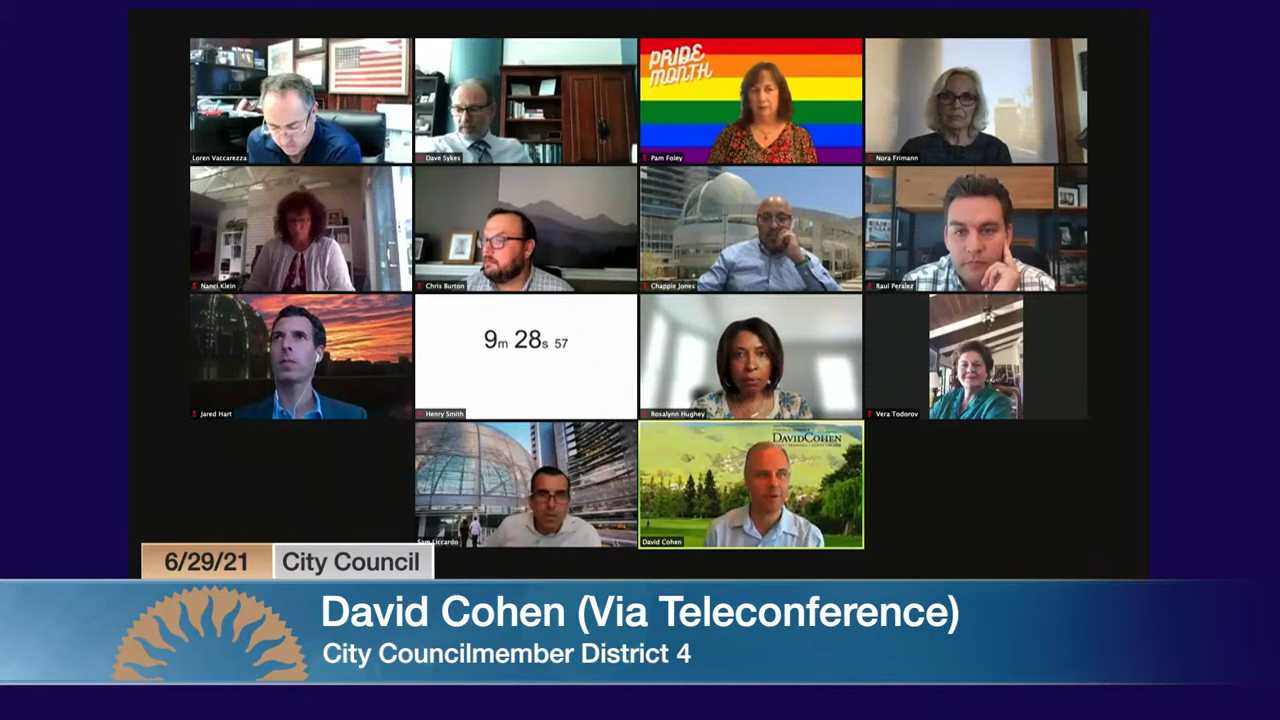 PRIDE
MONTH
Loren Vaccarezza
Dave Sykes
Pam Foley
Nora Frimann
Nanci Klein
Chris Burton
Chappie Jones
Raul Peralez
9m 28s 57
Jared Hart
Henry Smith
Rosalynn Hughey
Vera Todorov
DAVID COHEN
Sam Liccardo
David Cohen
6/29/21 City Council
David Cohen (Via Teleconference)
City Councilmember District 4